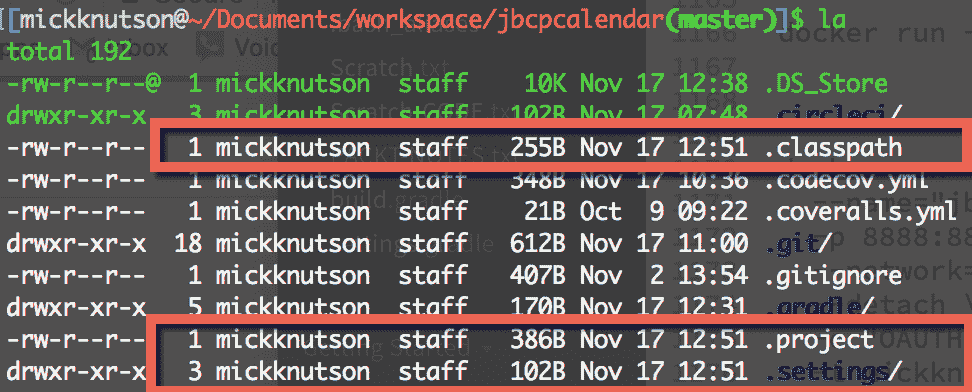 [[mickknutson@~/Documents/workspace/jbcpcalendar(master)]$ la
total 192
-rw-r--r--@ 1 mickknutson staff 10K Nov 17 12:38 .DS_Store
drwxr-xr-x 3 mickknutson staff 102B Nov 17 07:48 .circleci/
-rw-r--r-- 1 mickknutson staff 255B Nov 17 12:51 .classpath
-rw-r--r-- 1 mickknutson staff 348B Nov 17 10:36 .codecov.yml
-rw-r--r-- 1 mickknutson staff 21B Oct 9 09:22 .coveralls.yml
drwxr-xr-x 18 mickknutson staff 612B Nov 17 11:00 .git/
-rw-r--r-- 1 mickknutson staff 407B Nov 2 13:54 .gitignore
drwxr-xr-x 5 mickknutson staff 170B Nov 17 12:31 .gradle/
-rw-r--r-- 1 mickknutson staff 386B Nov 17 12:51 .project
drwxr-xr-x 3 mickknutson staff 102B Nov 17 12:51 .settings/